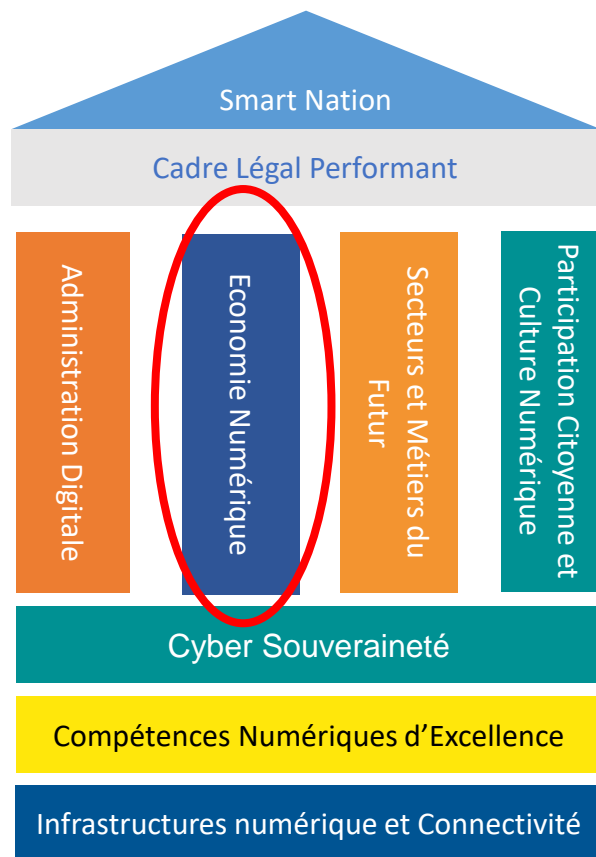 Smart Nation
Cadre Légal Performant
Administration Digitale
Economie Numérique
Secteurs et Métiers du
Futur
Participation Citoyenne et
Culture Numérique
Cyber Souveraineté
Compétences Numériques d’Excellence
Infrastructures numérique et Connectivité